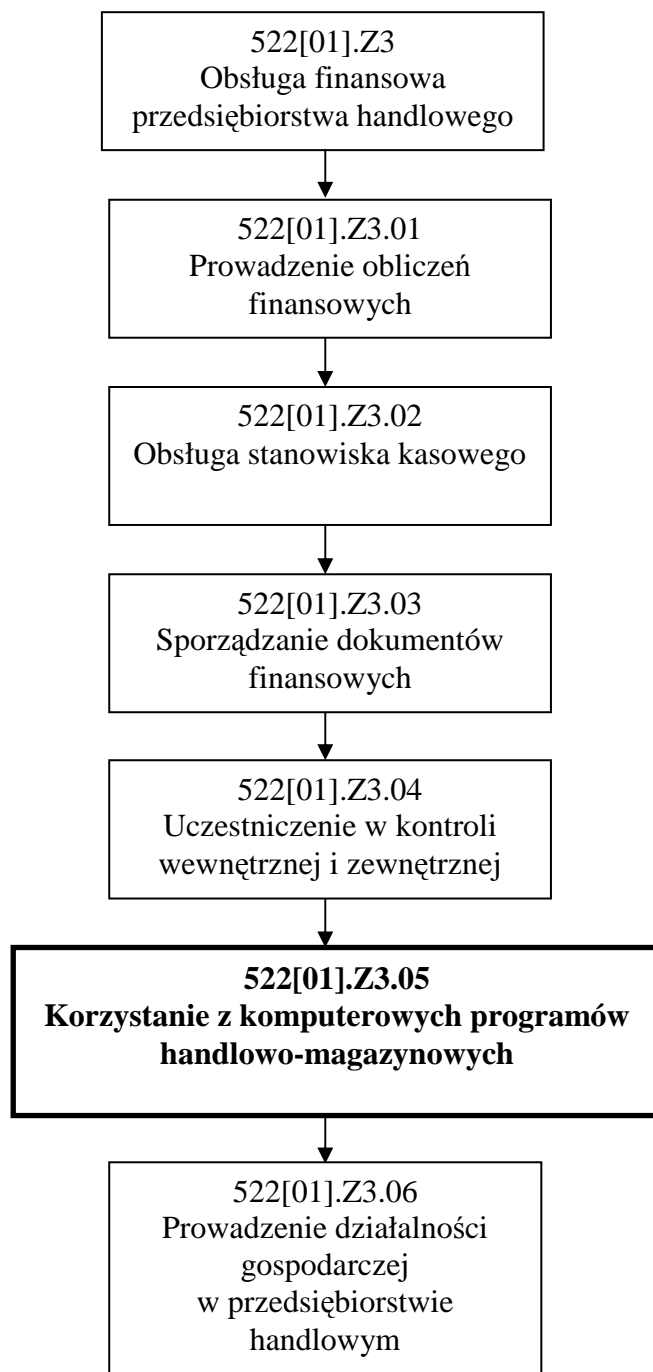 522[01].Z3
Obsługa finansowa
przedsiębiorstwa handlowego
522[01].Z3.01
Prowadzenie obliczeń
finansowych
522[01].Z3.02
Obsługa stanowiska kasowego
522[01].Z3.03
Sporządzanie dokumentów
finansowych
522[01].Z3.04
Uczestniczenie w kontroli
wewnętrznej i zewnętrznej
522[01].Z3.05
Korzystanie z komputerowych programów
handlowo-magazynowych
522[01].Z3.06
Prowadzenie działalności
gospodarczej
w przedsiębiorstwie
handlowym